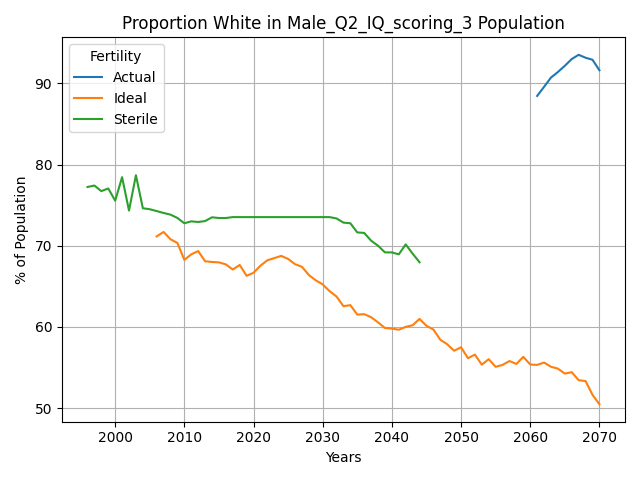 Proportion White in Male_Q2_IQ_scoring_3 Population
% of Population
90
80
70
60
50
Fertility
Actual
Ideal
Sterile
2000 2010 2020 2030 2040 2050 2060 2070
Years